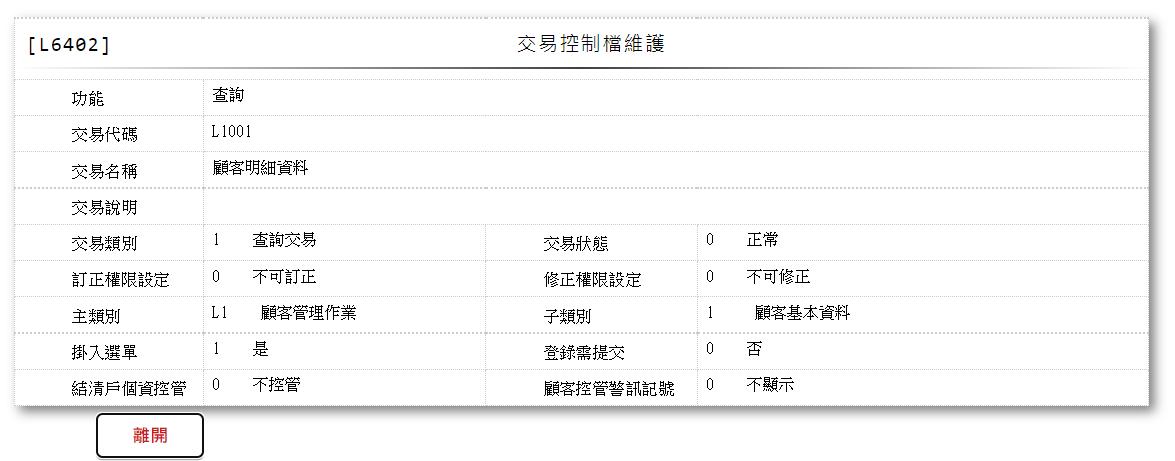 [L6402] 交易控制檔維護
功能 查詢
交易代碼 L1001
交易名稱 顧客明細資料
交易說明
交易類別 1 查詢交易 交易狀態 0 正常
訂正權限設定 0 不可訂正 修正權限設定 0 不可修正
主類別 L1 顧客管理作業 子類別 1 顧客基本資料
掛入選單 1 是 登錄需提交 0 否
結清戶個資控管 0 不控管 顧客控管警訊記號 0 不顯示
離開